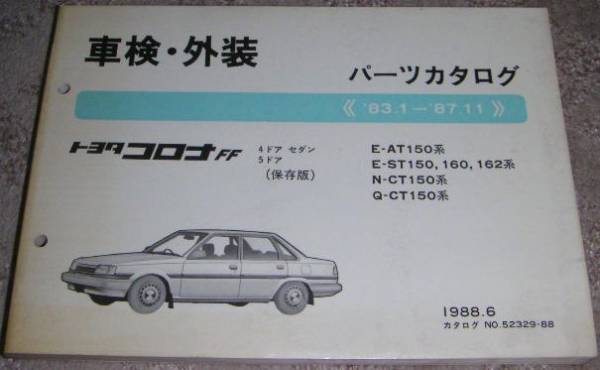 車検・外装
パーツカタログ
《 '83.1−'87.11 》
トヨタ コロナFF
4ドア セダン
5ドア
(保存版)
E-AT150系
E-ST150, 160, 162系
N-CT150系
Q-CT150系
1988.6
カタログ NO.52329-88